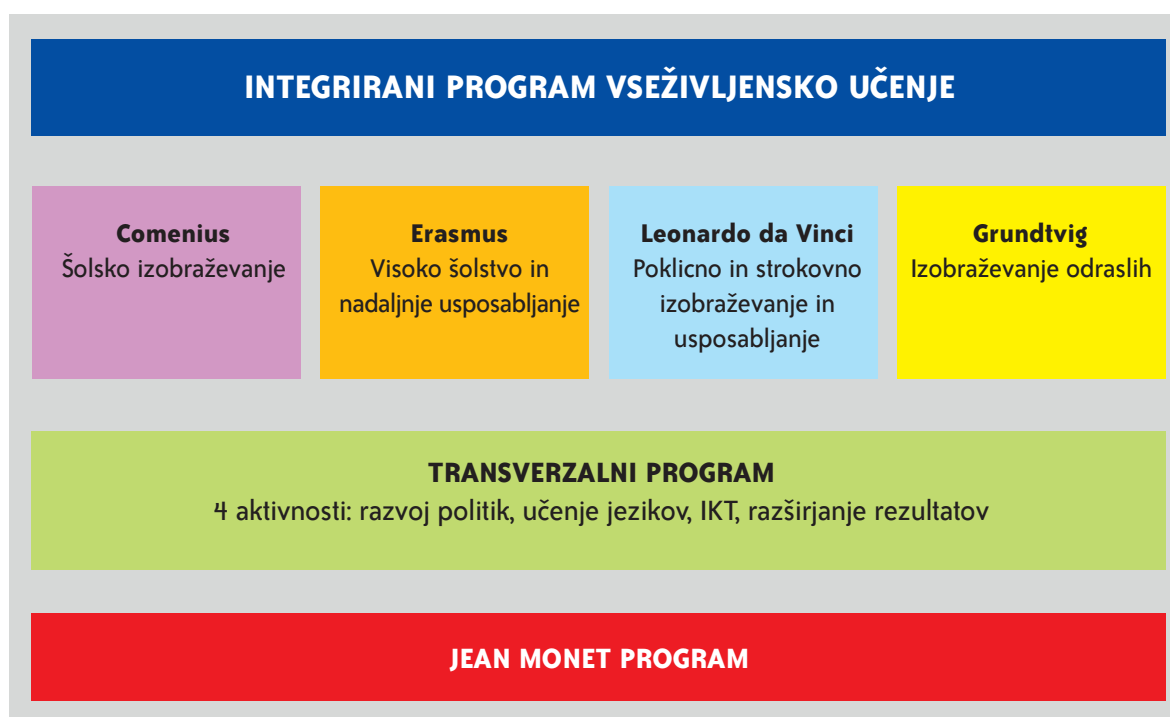 INTEGRIRANI PROGRAM VSEŽIVLJENSKO UČENJE
Comenius
Šolsko izobraževanje
Erasmus
Visoko šolstvo in
nadaljnje usposabljanje
Leonardo da Vinci
Poklicno in strokovno
izobraževanje in
usposabljanje
Grundtvig
Izobraževanje odraslih
TRANSVERZALNI PROGRAM
4 aktivnosti: razvoj politik, učenje jezikov, IKT, razširjanje rezultatov
JEAN MONET PROGRAM